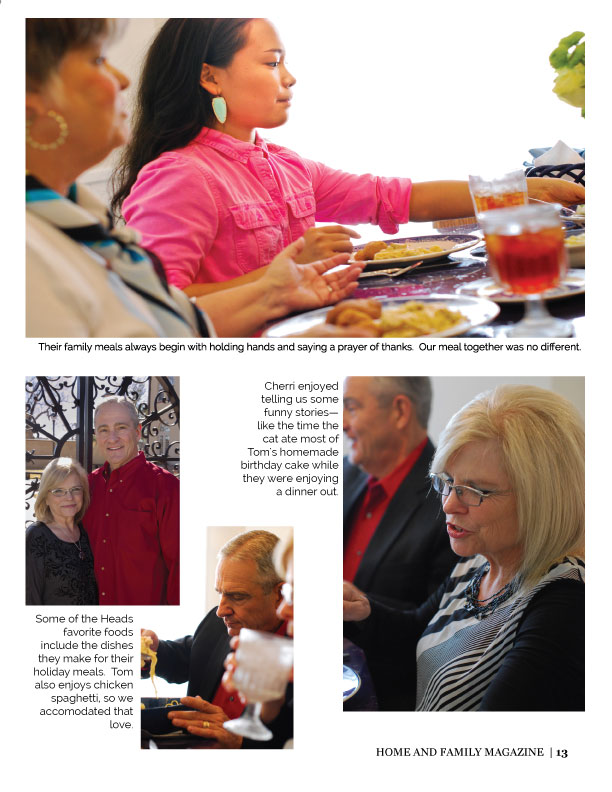 Their family meals always begin with holding hands and saying a prayer of thanks.  Our meal together was no different.
Cherri enjoyed
telling us some
funny stories—
like the time the
cat ate most of
Tom's homemade
birthday cake while
they were enjoying
a dinner out.
Some of the Heads
favorite foods
include the dishes
they make for their
holiday meals.  Tom
also enjoys chicken
spaghetti, so we
accomodated that
love.
HOME AND FAMILY MAGAZINE | 13